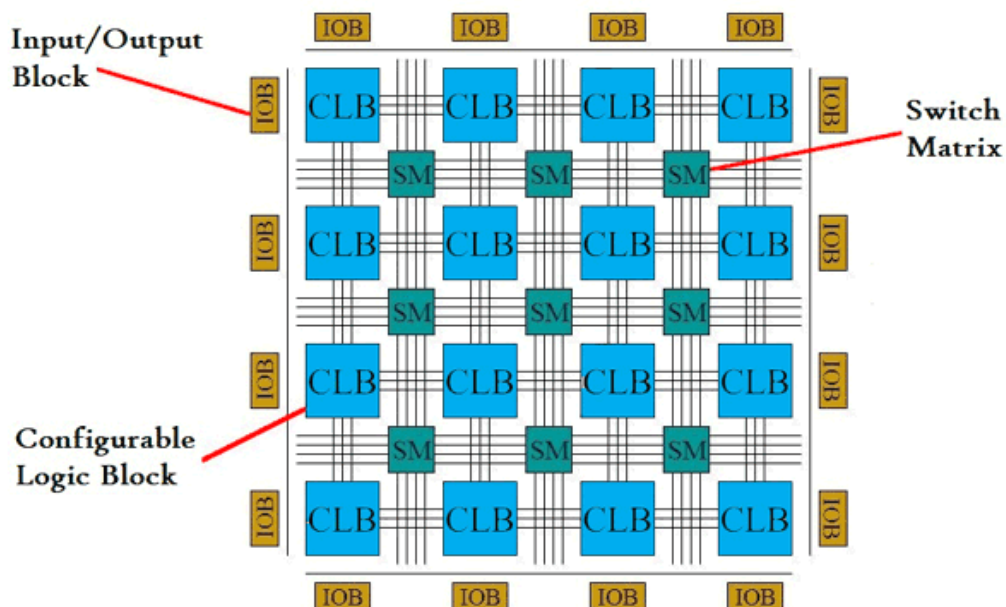 IOB IOB IOB IOB
Input/Output
Block
IOB CLB CLB CLB CLB IOB
Switch
Matrix
SM SM SM
IOB CLB CLB CLB CLB IOB
SM SM SM
IOB CLB CLB CLB CLB IOB
Configurable
Logic Block
SM SM SM
IOB CLB CLB CLB CLB IOB
IOB IOB IOB IOB